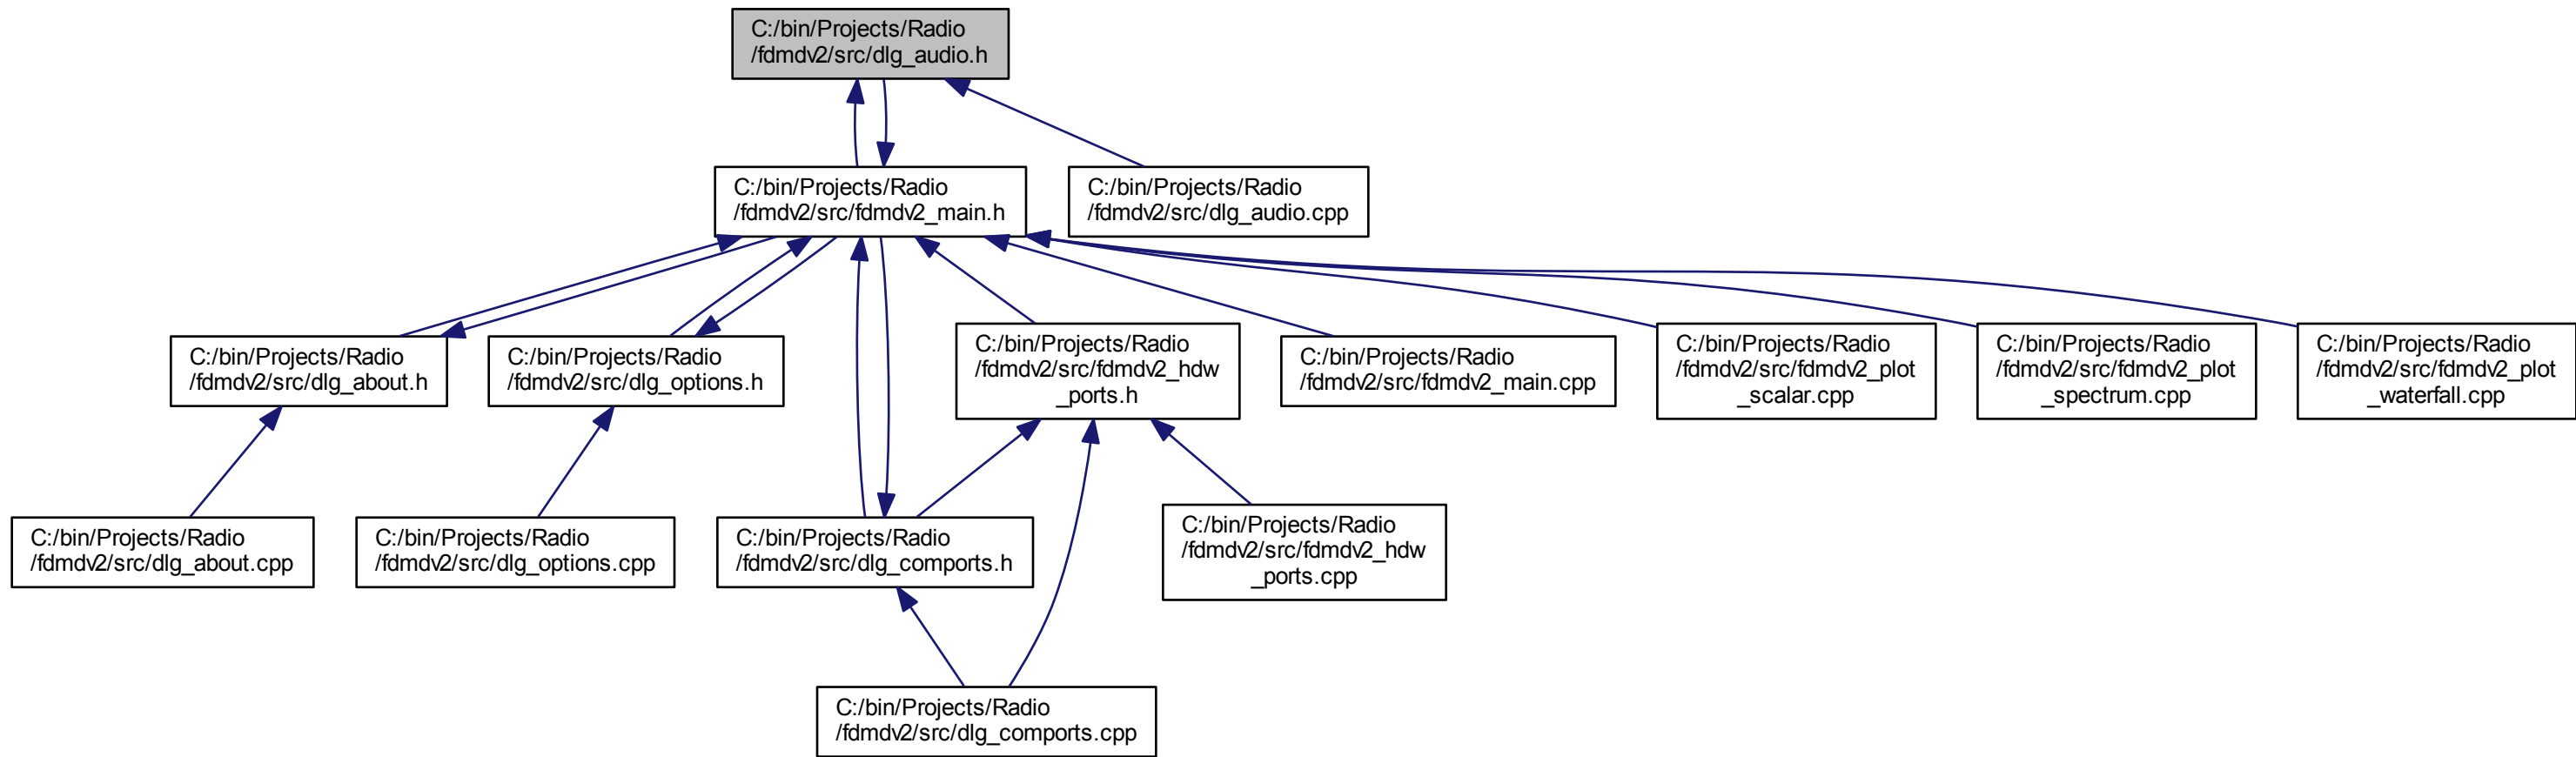 C:/bin/Projects/Radio
/fdmdv2/src/dlg_audio.h
C:/bin/Projects/Radio
/fdmdv2/src/fdmdv2_main.h
C:/bin/Projects/Radio
/fdmdv2/src/dlg_audio.cpp
C:/bin/Projects/Radio
/fdmdv2/src/dlg_about.h
C:/bin/Projects/Radio
/fdmdv2/src/dlg_options.h
C:/bin/Projects/Radio
/fdmdv2/src/fdmdv2_hdw
_ports.h
C:/bin/Projects/Radio
/fdmdv2/src/fdmdv2_main.cpp
C:/bin/Projects/Radio
/fdmdv2/src/fdmdv2_plot
_scalar.cpp
C:/bin/Projects/Radio
/fdmdv2/src/fdmdv2_plot
_spectrum.cpp
C:/bin/Projects/Radio
/fdmdv2/src/fdmdv2_plot
_waterfall.cpp
C:/bin/Projects/Radio
/fdmdv2/src/dlg_about.cpp
C:/bin/Projects/Radio
/fdmdv2/src/dlg_options.cpp
C:/bin/Projects/Radio
/fdmdv2/src/dlg_comports.h
C:/bin/Projects/Radio
/fdmdv2/src/fdmdv2_hdw
_ports.cpp
C:/bin/Projects/Radio
/fdmdv2/src/dlg_comports.cpp